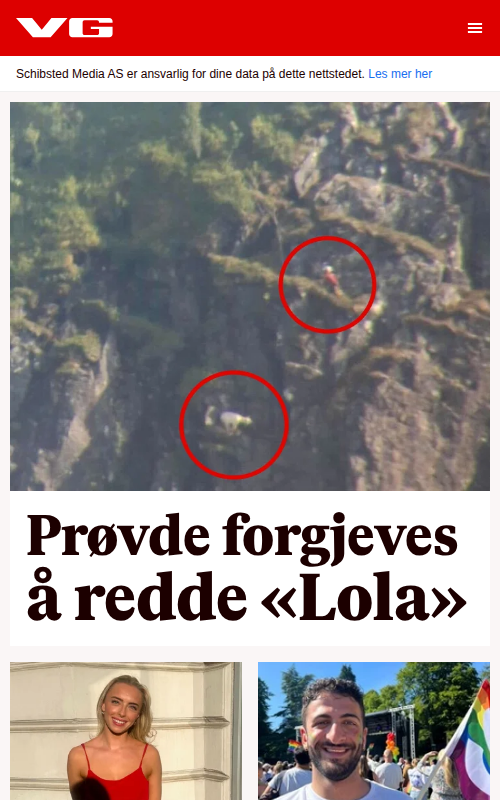 VG
Schibsted Media AS er ansvarlig for dine data på dette nettstedet. Les mer her
Prøvde forgjeves
å redde «Lola»